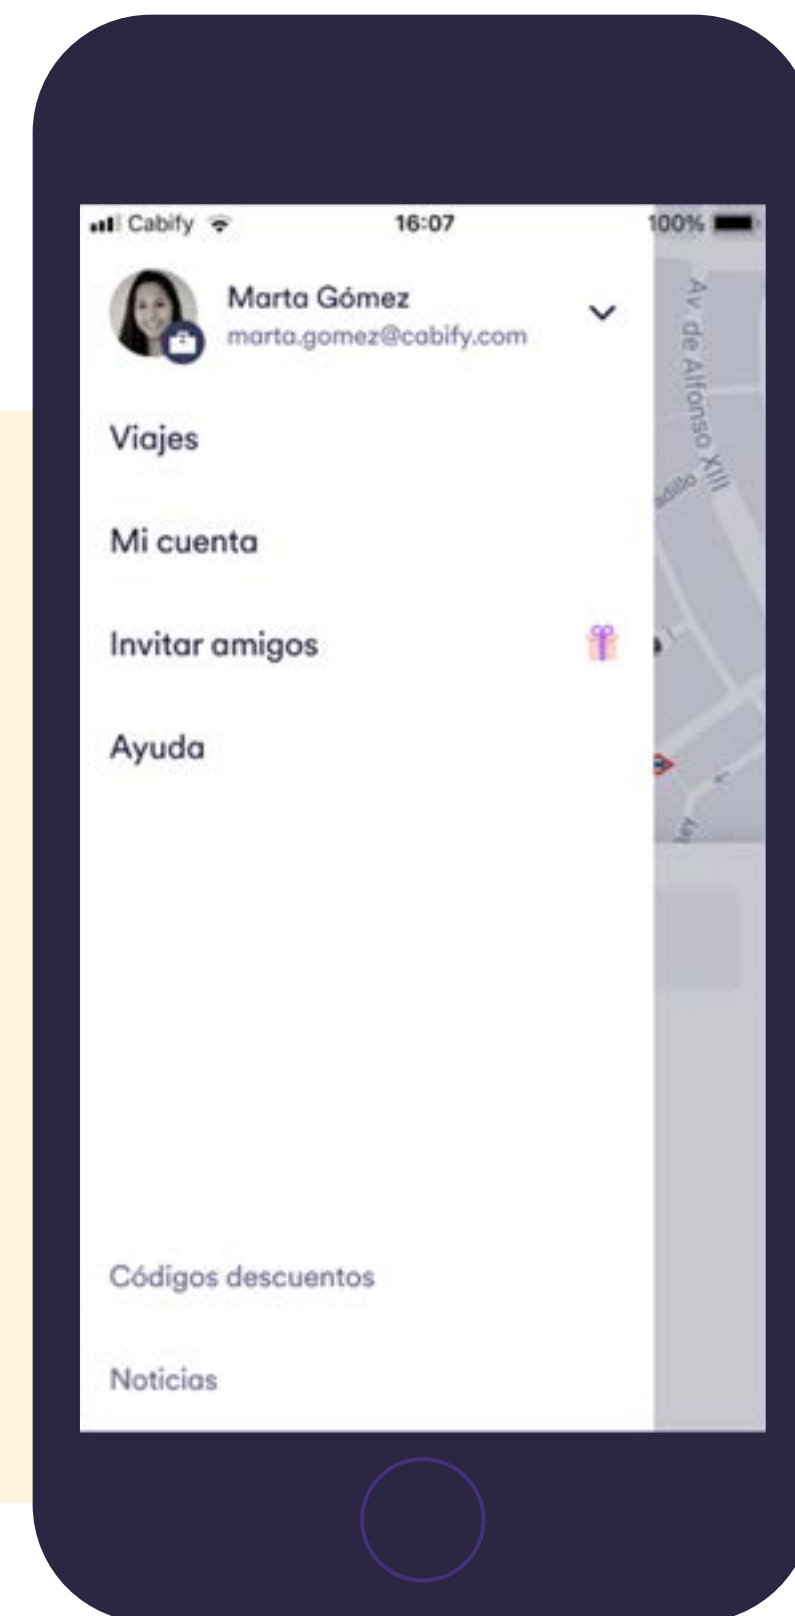 Cabify
16:07
100%
Marta Gómez
marta.gomez@cabify.com
Av. de Alfonso XIII
Viajes
Mi cuenta
Invitar amigos
Ayuda
Códigos descuentos
Noticias